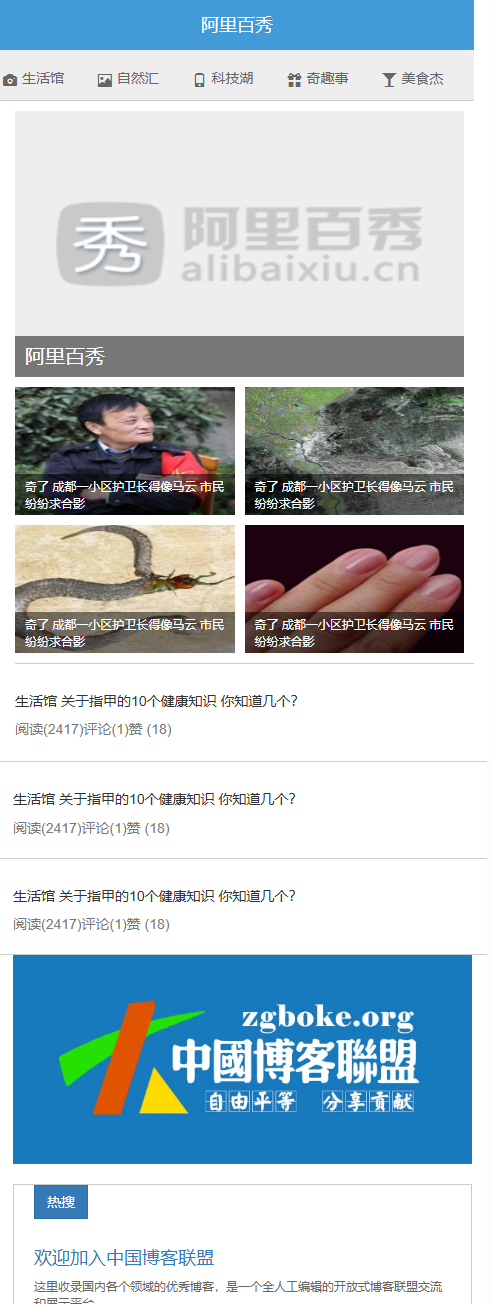 阿里百秀
生活馆 自然汇 科技湖 奇趣事 美食杰
秀 阿里百秀
alibaixiu.cn
阿里百秀
奇了 成都一小区护卫长得像马云 市民
纷纷求合影
奇了 成都一小区护卫长得像马云 市民
纷纷求合影
奇了 成都一小区护卫长得像马云 市民
纷纷求合影
奇了 成都一小区护卫长得像马云 市民
纷纷求合影
生活馆 关于指甲的10个健康知识 你知道几个?
阅读(2417)评论(1)赞 (18)
生活馆 关于指甲的10个健康知识 你知道几个?
阅读(2417)评论(1)赞 (18)
生活馆 关于指甲的10个健康知识 你知道几个?
阅读(2417)评论(1)赞 (18)
zgboke.org
中國博客聯盟
自由平等 分享貢献
热搜
欢迎加入中国博客联盟
这里收录国内各个领域的优秀博客，是一个全人工编辑的开放式博客联盟交流
和展示平台